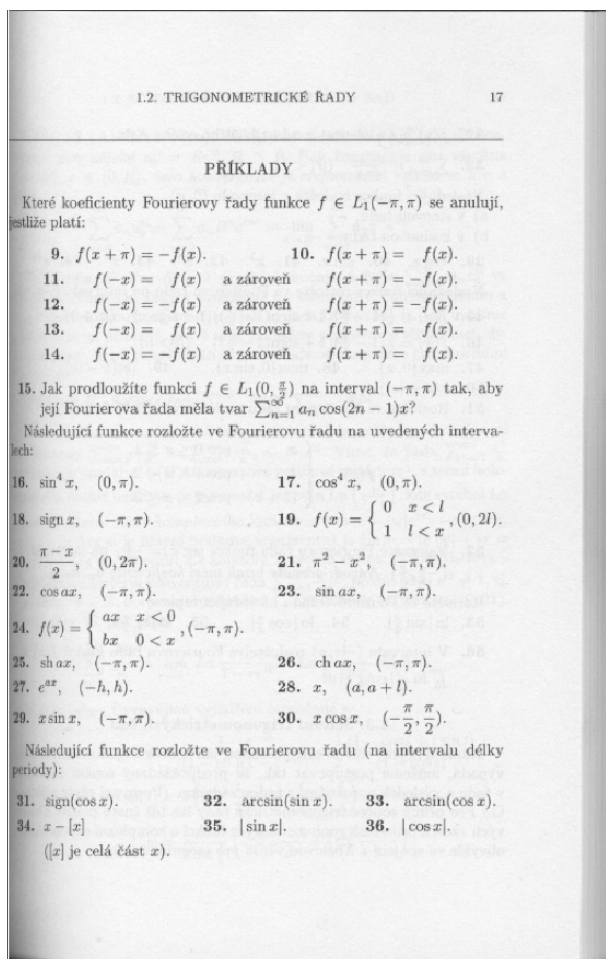 1.2. TRIGONOMETRICKÉ ŘADY 17
PŘÍKLADY
Které koeficienty Fourierovy řady funkce f ∈ L₁(−π, π) se anulují,
jestliže platí:
9. f(x + π) = −f(x). 10. f(x + π) = f(x).
11. f(−x) = f(x) a zároveň f(x + π) = −f(x).
12. f(−x) = −f(x) a zároveň f(x + π) = −f(x).
13. f(−x) = f(x) a zároveň f(x + π) = f(x).
14. f(−x) = −f(x) a zároveň f(x + π) = f(x).
15. Jak prodloužíte funkci f ∈ L₁(0, π/2) na interval (−π, π) tak, aby
její Fourierova řada měla tvar ∑_{n=1}^{∞} aₙ cos(2n − 1)x?
Následující funkce rozložte ve Fourierovu řadu na uvedených interva-
lech:
16. sin⁴ x, (0, π). 17. cos⁴ x, (0, π).
18. sign x, (−π, π). 19. f(x) = { 0 x < l ; 1 l < x , (0, 2l).
20. (π − x)/2, (0, 2π). 21. π² − x², (−π, π).
22. cos ax, (−π, π). 23. sin ax, (−π, π).
24. f(x) = { ax x < 0 ; bx 0 < x , (−π, π).
25. sh ax, (−π, π). 26. ch ax, (−π, π).
27. e^{ax}, (−h, h). 28. x, (a, a + l).
29. x sin x, (−π, π). 30. x cos x, (−π/2, π/2).
Následující funkce rozložte ve Fourierovu řadu (na intervalu délky
periody):
31. sign(cos x). 32. arcsin(sin x). 33. arcsin(cos x).
34. x − [x] 35. | sin x|. 36. | cos x|.
([x] je celá část x).